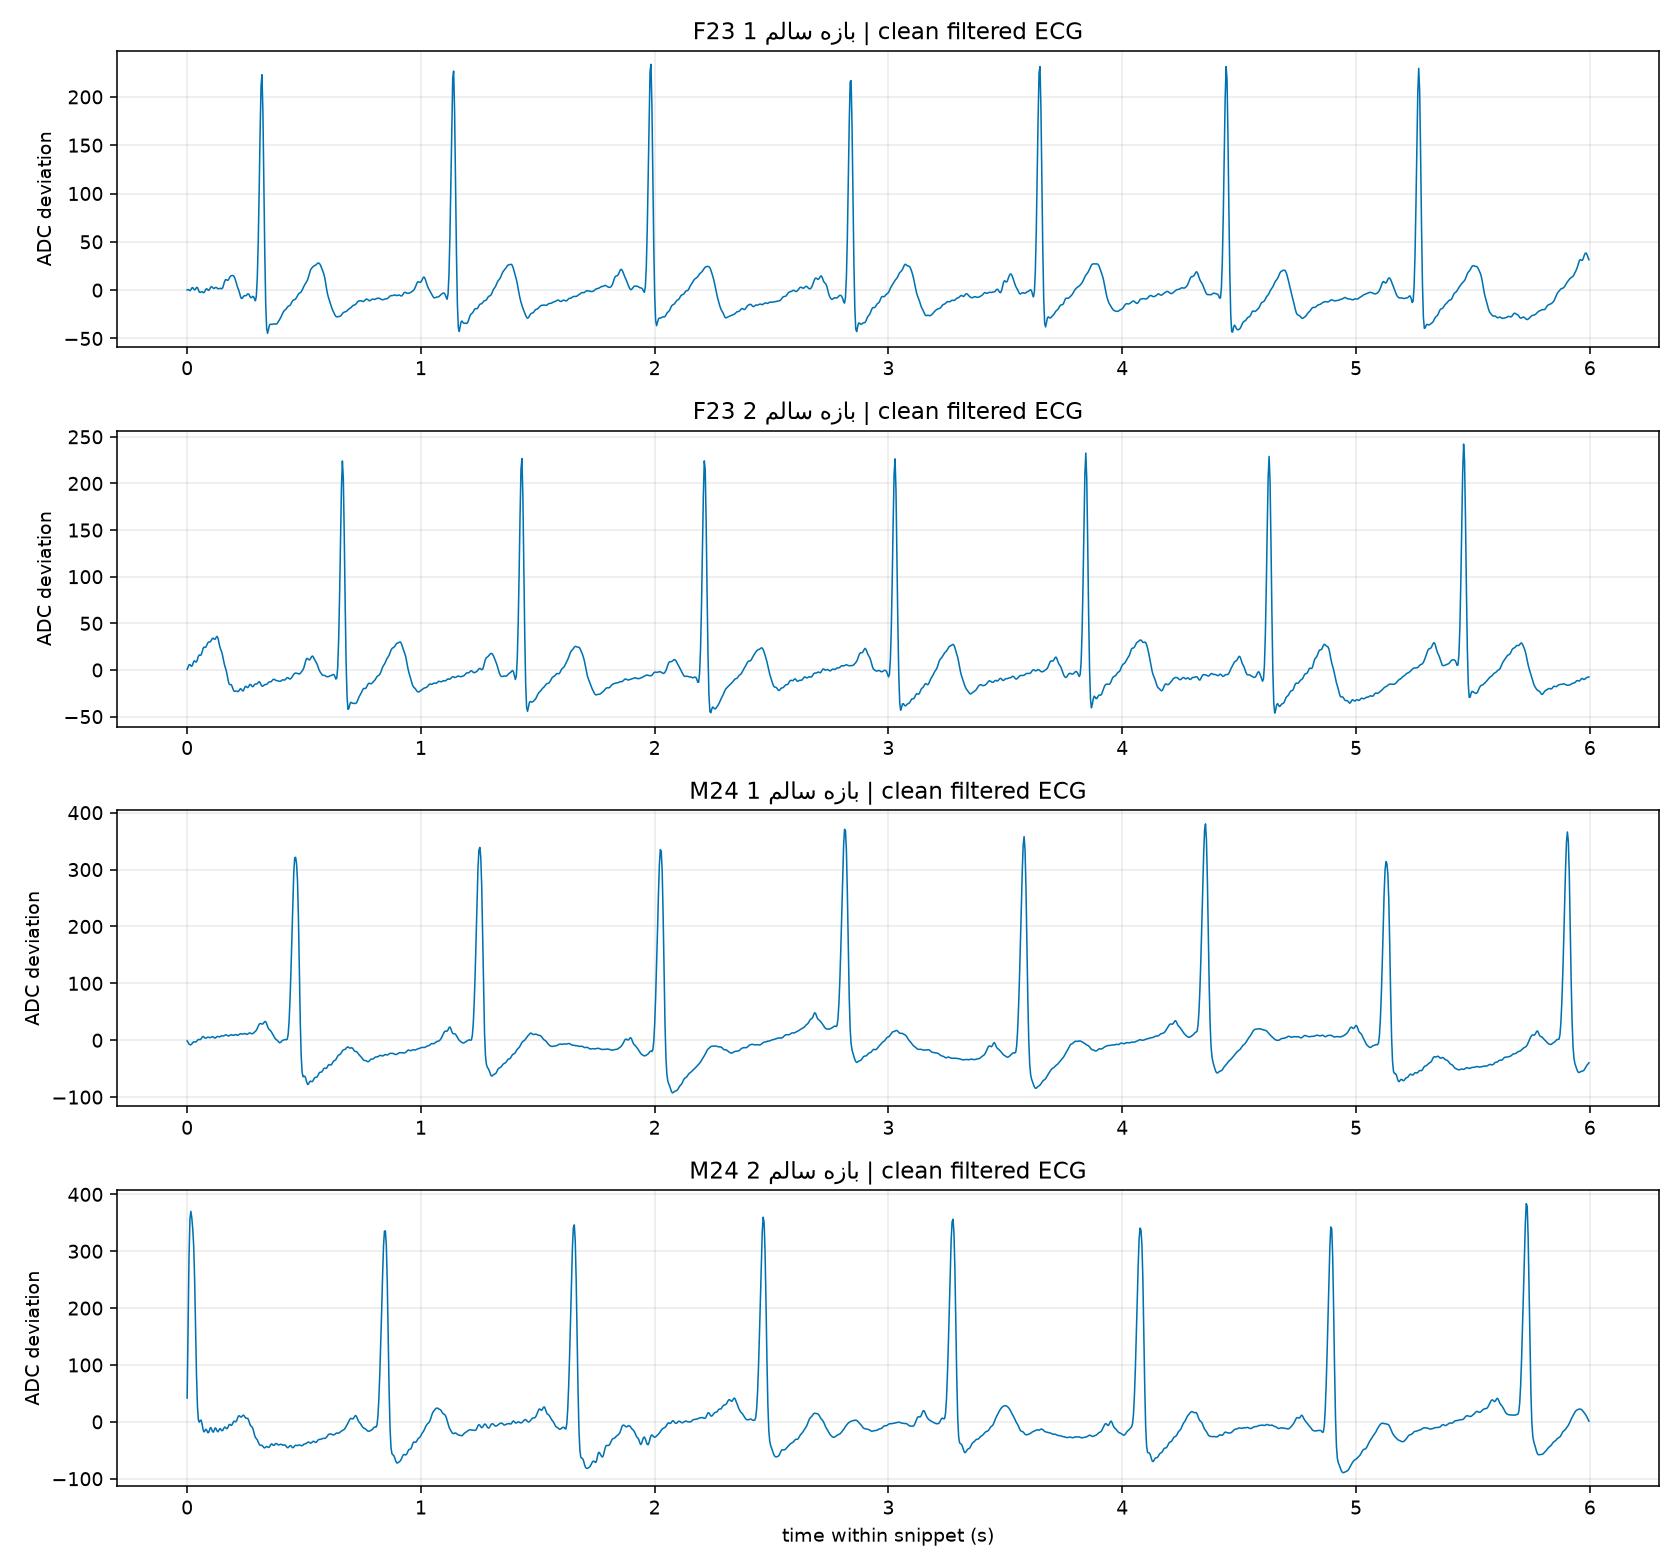 F23 1 بازه سالم | clean filtered ECG
ADC deviation
200
150
100
50
0
−50
0 1 2 3 4 5 6
F23 2 بازه سالم | clean filtered ECG
ADC deviation
250
200
150
100
50
0
−50
0 1 2 3 4 5 6
M24 1 بازه سالم | clean filtered ECG
ADC deviation
400
300
200
100
0
−100
0 1 2 3 4 5 6
M24 2 بازه سالم | clean filtered ECG
ADC deviation
400
300
200
100
0
−100
0 1 2 3 4 5 6
time within snippet (s)